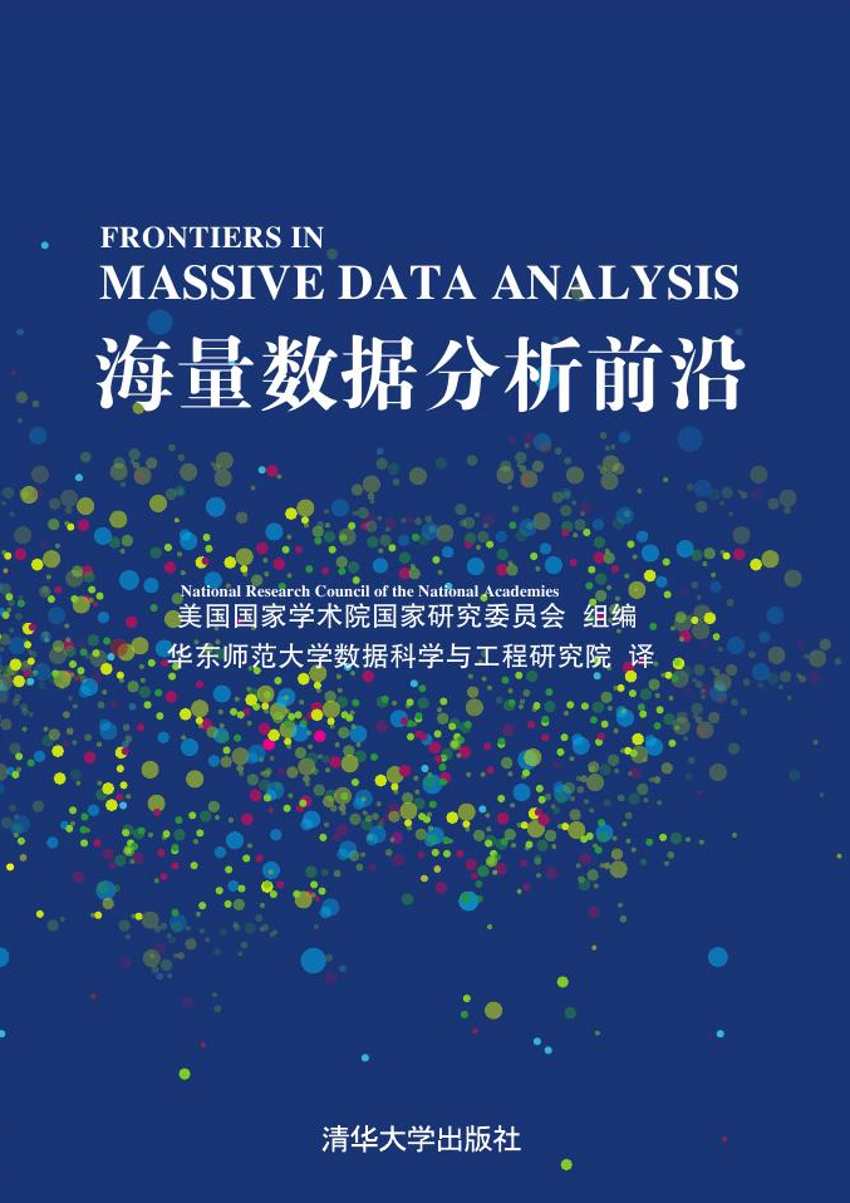 FRONTIERS IN
MASSIVE DATA ANALYSIS
海量数据分析前沿
National Research Council of the National Academies
美国国家学术院国家研究委员会 组编
华东师范大学数据科学与工程研究院 译
清华大学出版社